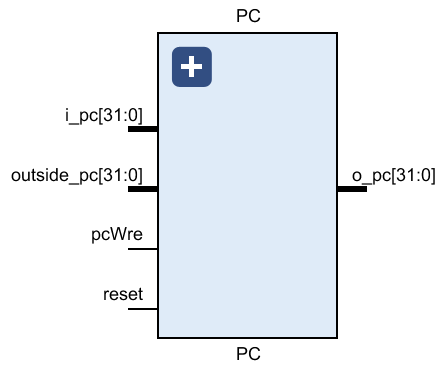 PC
i_pc[31:0]
outside_pc[31:0]
o_pc[31:0]
pcWre
reset
PC